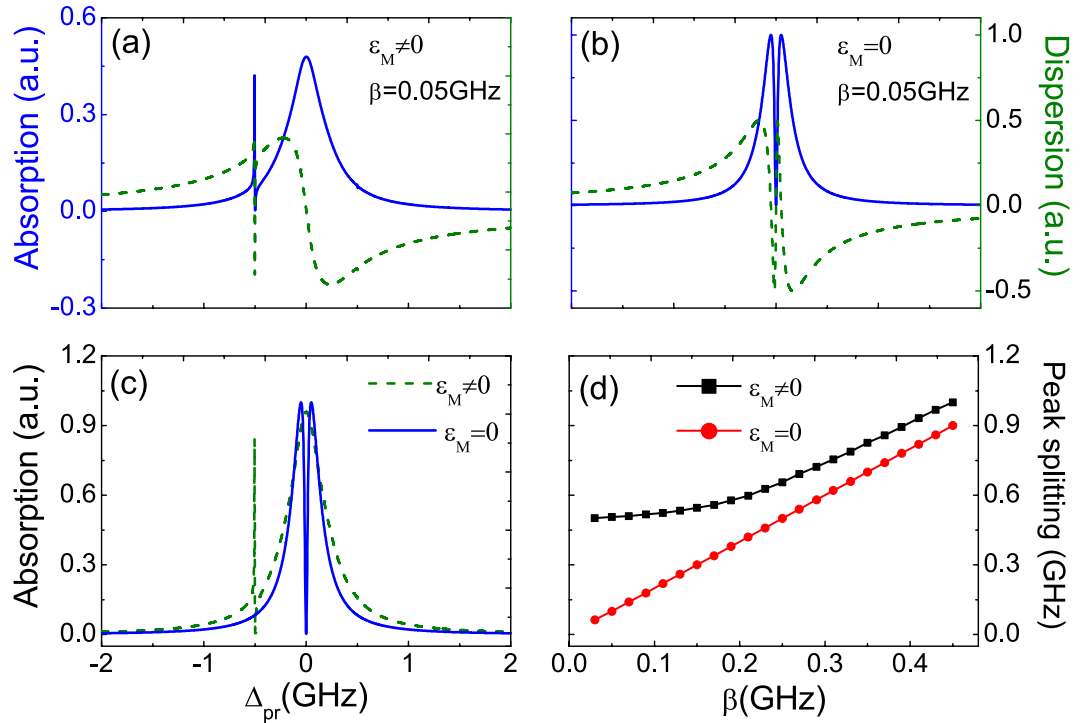 (a)
ε_M≠0
β=0.05GHz
Absorption (a.u.)
0.6
0.3
0.0
-0.3
(b)
ε_M=0
β=0.05GHz
1.0
0.5
0.0
-0.5
Dispersion (a.u.)
(c)
ε_M≠0
ε_M=0
Absorption (a.u.)
1.2
0.9
0.6
0.3
0.0
-2 -1 0 1 2
Δ_pr(GHz)
(d)
ε_M≠0
ε_M=0
1.2
0.9
0.6
0.3
0.0
Peak splitting (GHz)
0.0 0.1 0.2 0.3 0.4
β(GHz)